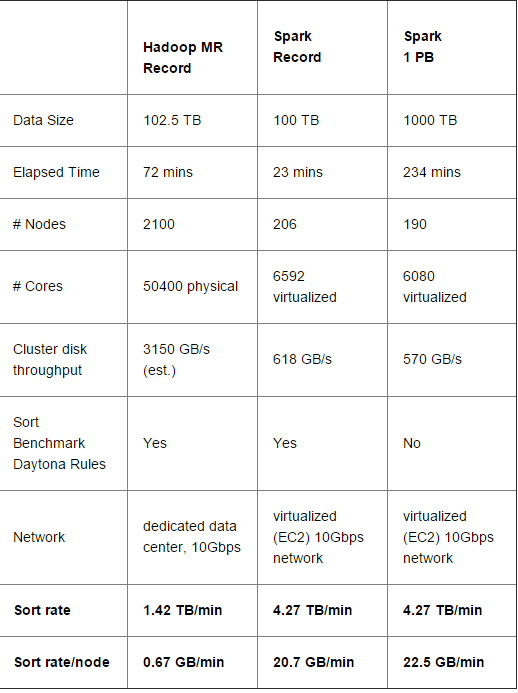 Hadoop MR
Record
Spark
Record
Spark
1 PB
Data Size
102.5 TB
100 TB
1000 TB
Elapsed Time
72 mins
23 mins
234 mins
# Nodes
2100
206
190
# Cores
50400 physical
6592
virtualized
6080
virtualized
Cluster disk
throughput
3150 GB/s
(est.)
618 GB/s
570 GB/s
Sort
Benchmark
Daytona Rules
Yes
Yes
No
Network
dedicated data
center, 10Gbps
virtualized
(EC2) 10Gbps
network
virtualized
(EC2) 10Gbps
network
Sort rate
1.42 TB/min
4.27 TB/min
4.27 TB/min
Sort rate/node
0.67 GB/min
20.7 GB/min
22.5 GB/min